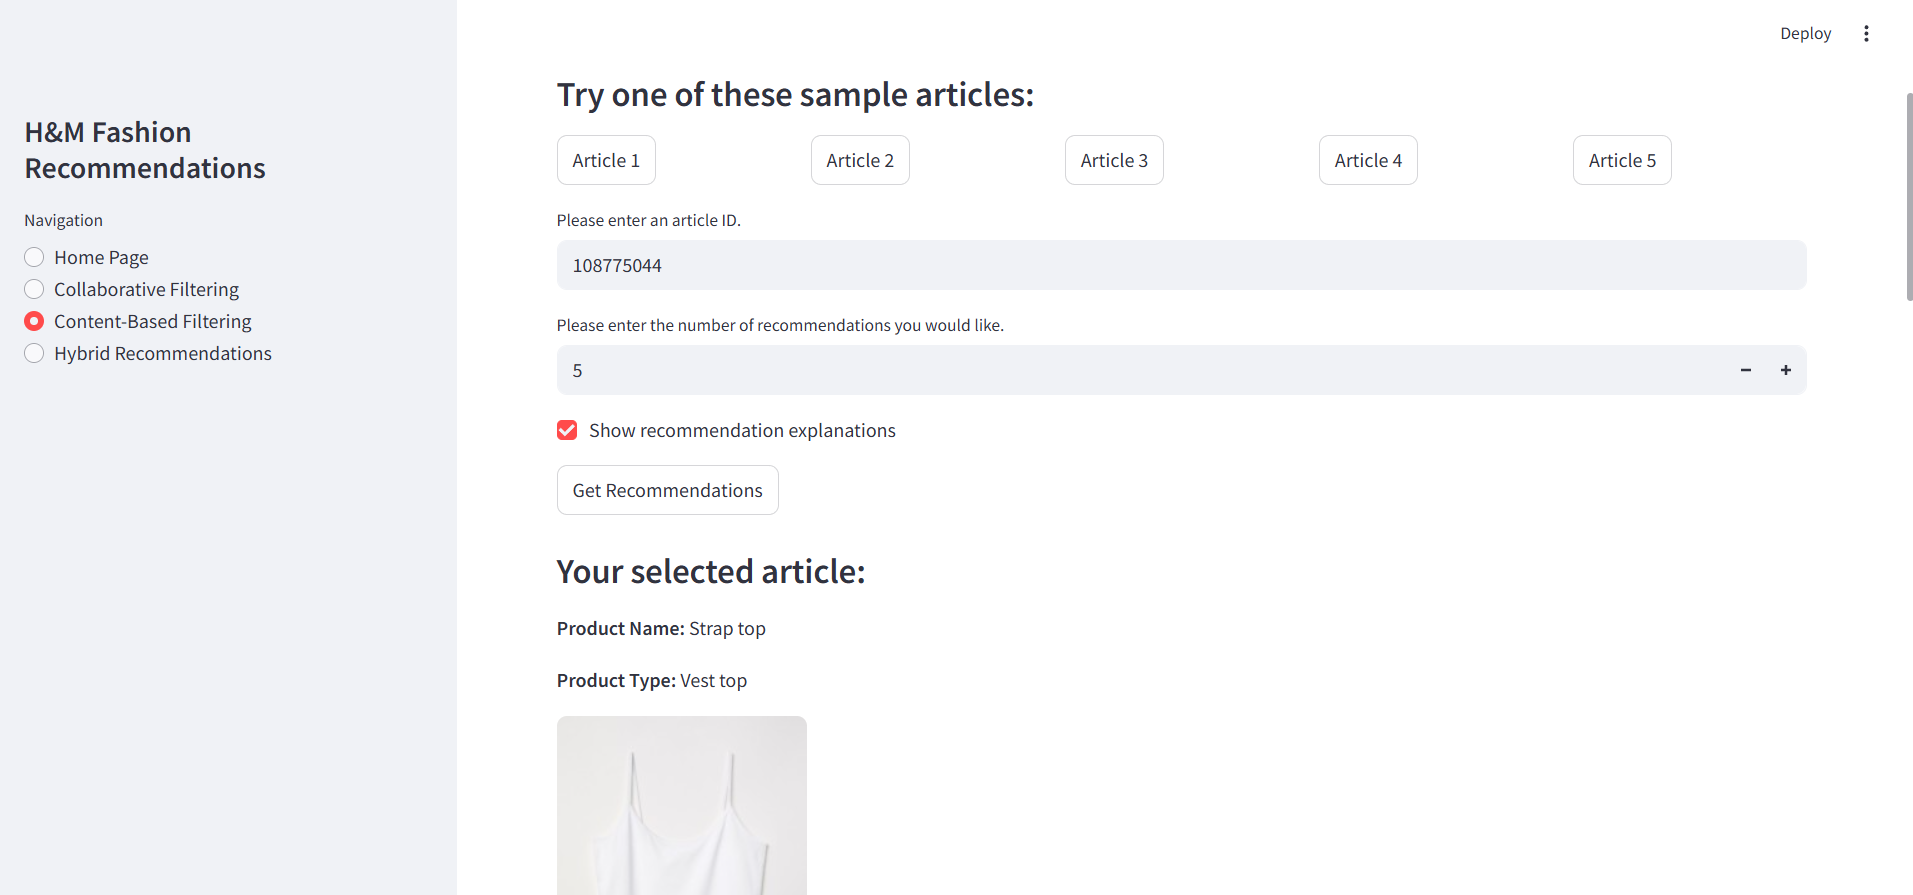 Deploy
H&M Fashion
Recommendations
Navigation
Home Page
Collaborative Filtering
Content-Based Filtering
Hybrid Recommendations
Try one of these sample articles:
Article 1
Article 2
Article 3
Article 4
Article 5
Please enter an article ID.
108775044
Please enter the number of recommendations you would like.
5
Show recommendation explanations
Get Recommendations
Your selected article:
Product Name: Strap top
Product Type: Vest top